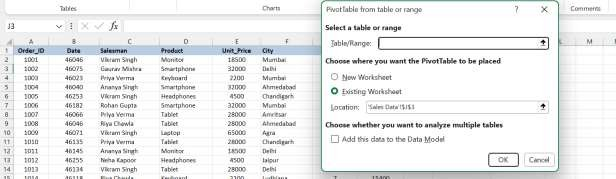 Tables Charts Comments
PivotTable from table or range ? ×
J3 fx
Select a table or range
Table/Range:
Choose where you want the PivotTable to be placed
New Worksheet
Existing Worksheet
Location: 'Sales Data'!$J$3
Choose whether you want to analyze multiple tables
Add this data to the Data Model
OK Cancel
A B C D E F L M N
1 Order_ID Date Salesman Product Unit_Price City
2 1001 46046 Vikram Singh Monitor 18500 Mumbai
3 1002 46075 Gaurav Mishra Smartphone 32000 Delhi
4 1003 46023 Priya Verma Keyboard 2200 Mumbai
5 1004 46040 Ananya Singh Smartphone 32000 Ahmedabad
6 1005 46253 Vikram Singh Headphones 4500 Chandigarh
7 1006 46182 Rohan Gupta Smartphone 32000 Mumbai
8 1007 46066 Priya Verma Tablet 28000 Amritsar
9 1008 46046 Riya Chawla Tablet 28000 Ahmedabad
10 1009 46071 Vikram Singh Laptop 65000 Agra
11 1010 46135 Priya Verma Tablet 28000 Chandigarh
12 1011 46145 Ananya Singh Monitor 18500 Delhi
13 1012 46255 Neha Kapoor Headphones 4500 Jaipur
14 1013 46134 Vikram Singh Tablet 28000 Delhi
15 1014 46118 Riya Chawla Keyboard 2200 Ludhiana 7 15400